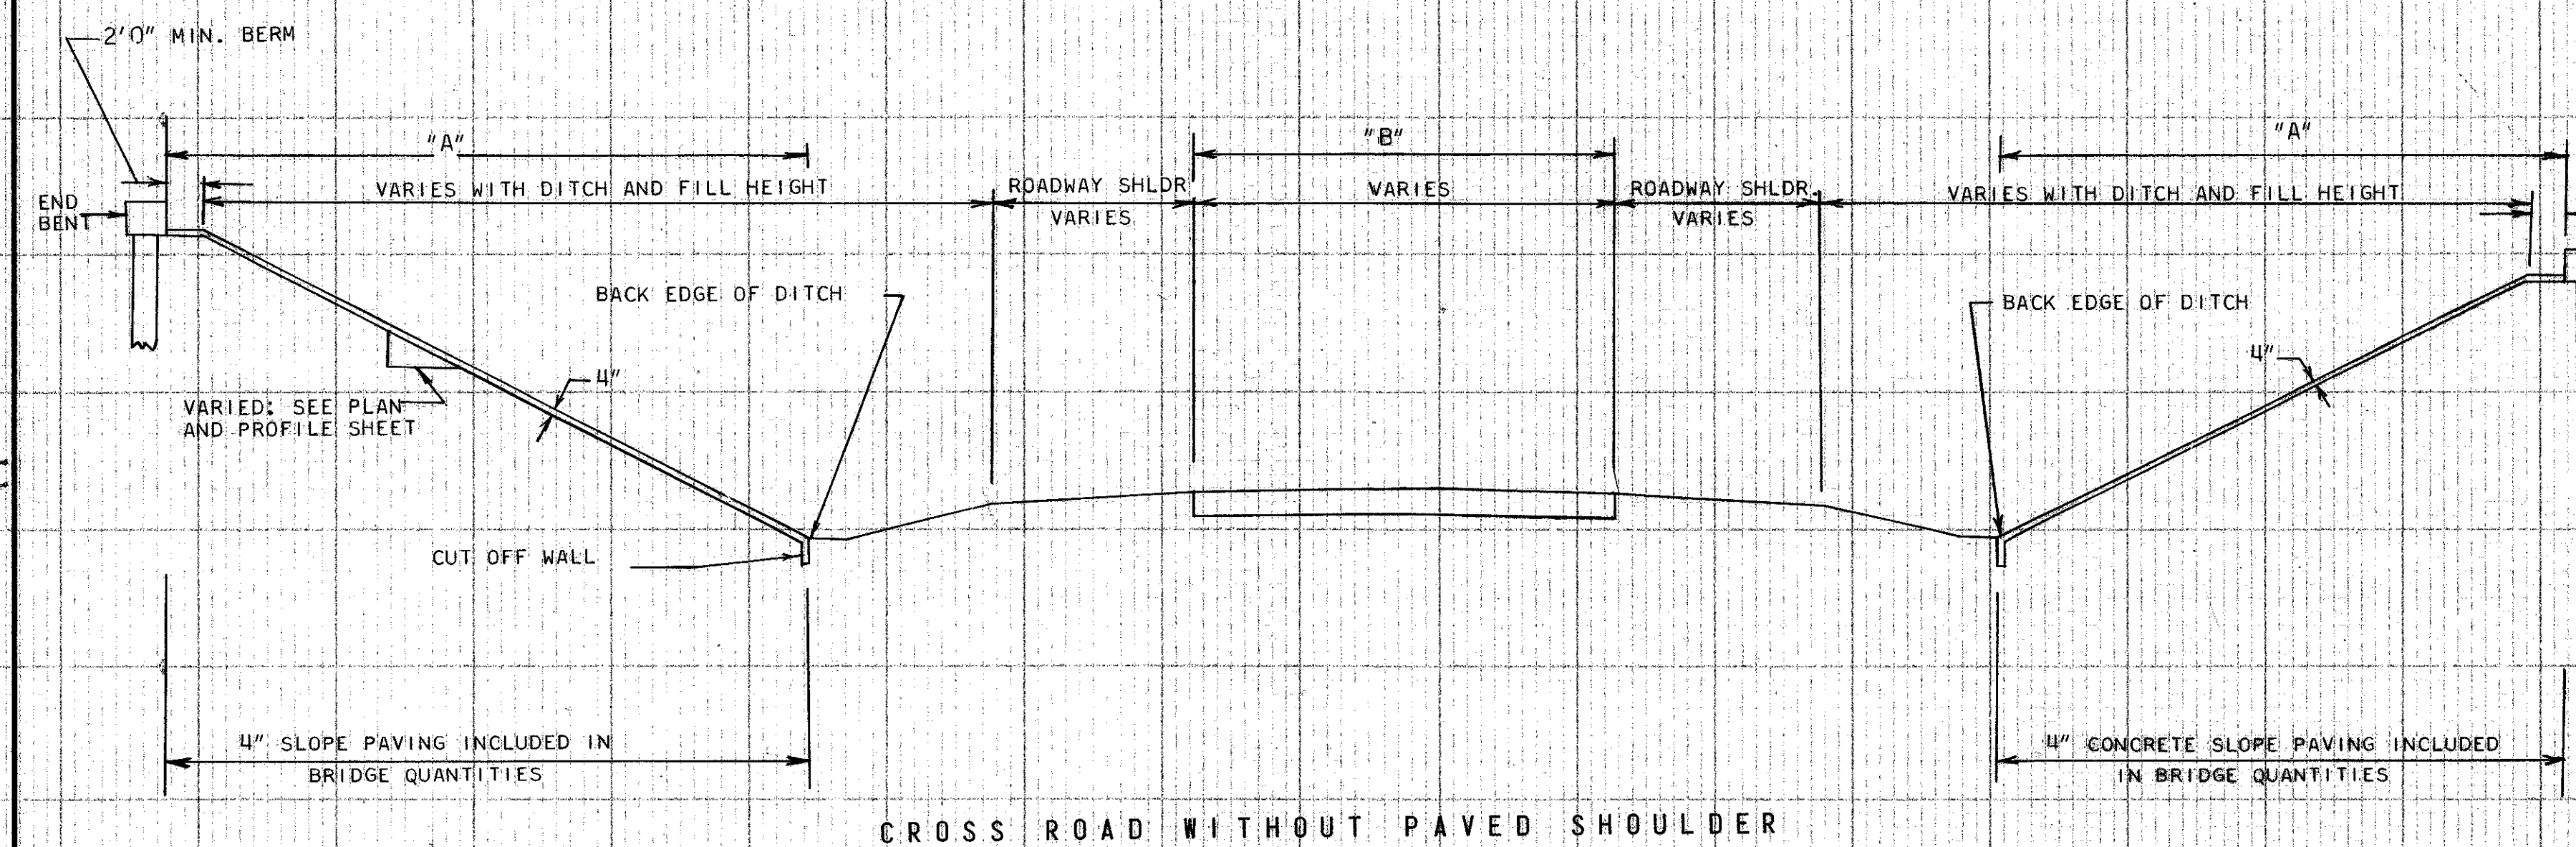 2'0" MIN. BERM
"A"
"B"
"A"
VARIES WITH DITCH AND FILL HEIGHT
ROADWAY SHLDR
VARIES
VARIES
ROADWAY SHLDR.
VARIES
VARIES WITH DITCH AND FILL HEIGHT
END
BENT
BACK EDGE OF DITCH
BACK EDGE OF DITCH
4"
4"
VARIED: SEE PLAN
AND PROFILE SHEET
CUT OFF WALL
4" SLOPE PAVING INCLUDED IN
BRIDGE QUANTITIES
4" CONCRETE SLOPE PAVING INCLUDED
IN BRIDGE QUANTITIES
CROSS ROAD WITHOUT PAVED SHOULDER